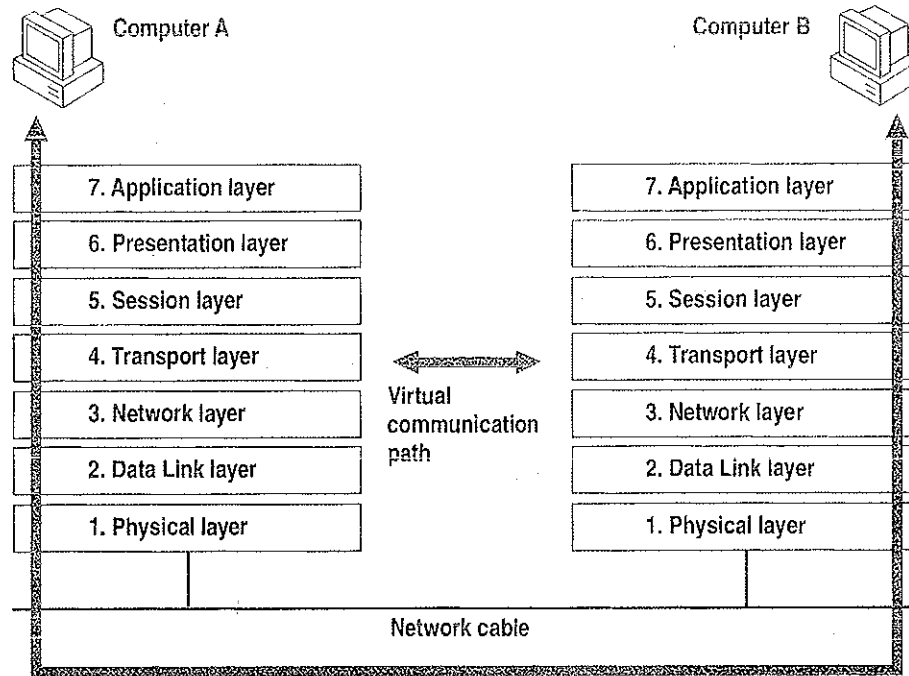 Computer A
Computer B
7. Application layer
7. Application layer
6. Presentation layer
6. Presentation layer
5. Session layer
5. Session layer
4. Transport layer
4. Transport layer
3. Network layer
3. Network layer
2. Data Link layer
2. Data Link layer
1. Physical layer
1. Physical layer
Virtual
communication
path
Network cable